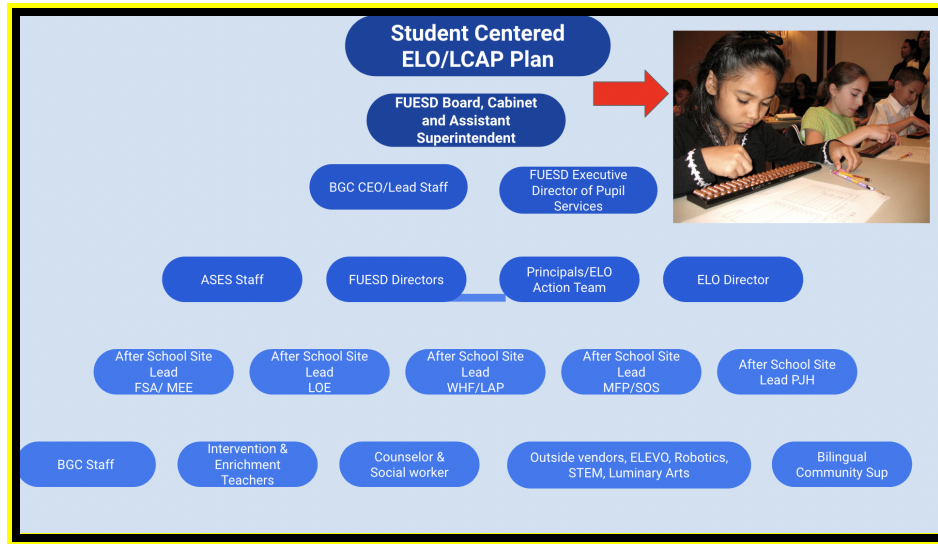 Student Centered
ELO/LCAP Plan
FUESD Board, Cabinet
and Assistant
Superintendent
BGC CEO/Lead Staff
FUESD Executive
Director of Pupil
Services
ASES Staff
FUESD Directors
Principals/ELO
Action Team
ELO Director
After School Site
Lead
FSA/ MEE
After School Site
Lead
LOE
After School Site
Lead
WHF/LAP
After School Site
Lead
MFP/SOS
After School Site
Lead PJH
BGC Staff
Intervention &
Enrichment
Teachers
Counselor &
Social worker
Outside vendors, ELEVO, Robotics,
STEM, Luminary Arts
Bilingual
Community Sup